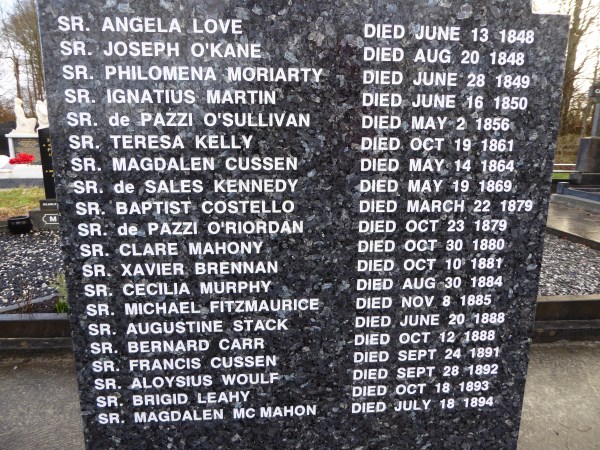 SR. ANGELA LOVE DIED JUNE 13 1848
SR. JOSEPH O'KANE DIED AUG 20 1848
SR. PHILOMENA MORIARTY DIED JUNE 28 1849
SR. IGNATIUS MARTIN DIED JUNE 16 1850
SR. de PAZZI O'SULLIVAN DIED MAY 2 1856
SR. TERESA KELLY DIED OCT 19 1861
SR. MAGDALEN CUSSEN DIED MAY 14 1864
SR. de SALES KENNEDY DIED MAY 19 1869
SR. BAPTIST COSTELLO DIED MARCH 22 1879
SR. de PAZZI O'RIORDAN DIED OCT 23 1879
SR. CLARE MAHONY DIED OCT 30 1880
SR. XAVIER BRENNAN DIED OCT 10 1881
SR. CECILIA MURPHY DIED AUG 30 1884
SR. MICHAEL FITZMAURICE DIED NOV 8 1885
SR. AUGUSTINE STACK DIED JUNE 20 1888
SR. BERNARD CARR DIED OCT 12 1888
SR. FRANCIS CUSSEN DIED SEPT 24 1891
SR. ALOYSIUS WOULF DIED SEPT 28 1892
SR. BRIGID LEAHY DIED OCT 18 1893
SR. MAGDALEN MC MAHON DIED JULY 18 1894